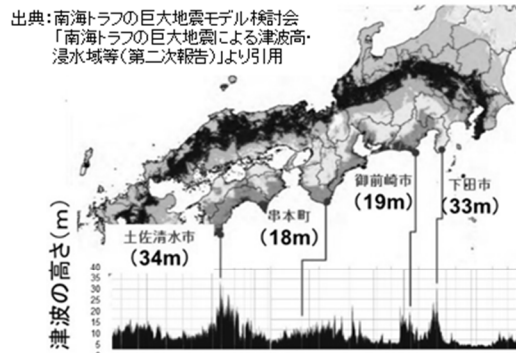 出典：南海トラフの巨大地震モデル検討会
「南海トラフの巨大地震による津波高・
浸水域等（第二次報告）」より引用
御前崎市
(19m)
下田市
(33m)
串本町
(18m)
土佐清水市
(34m)
津波の高さ(m)
40
35
30
25
20
15
10
5
0